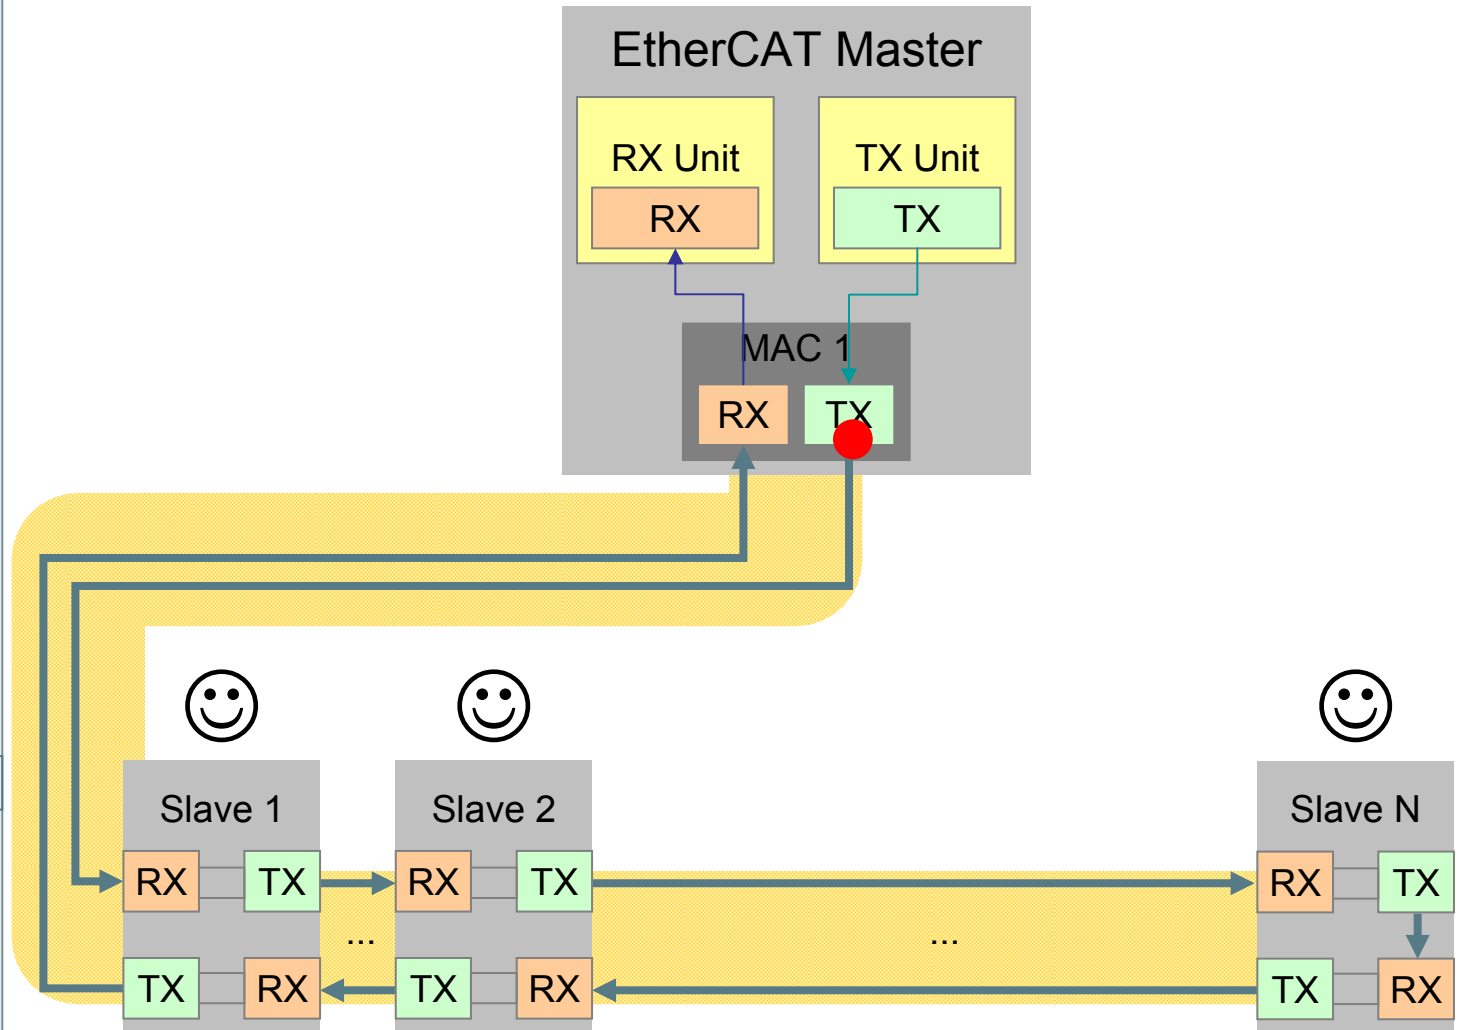 EtherCAT Master
RX Unit
TX Unit
RX
TX
MAC 1
RX
TX
Slave 1
Slave 2
Slave N
RX
TX
RX
TX
RX
TX
...
...
TX
RX
TX
RX
TX
RX